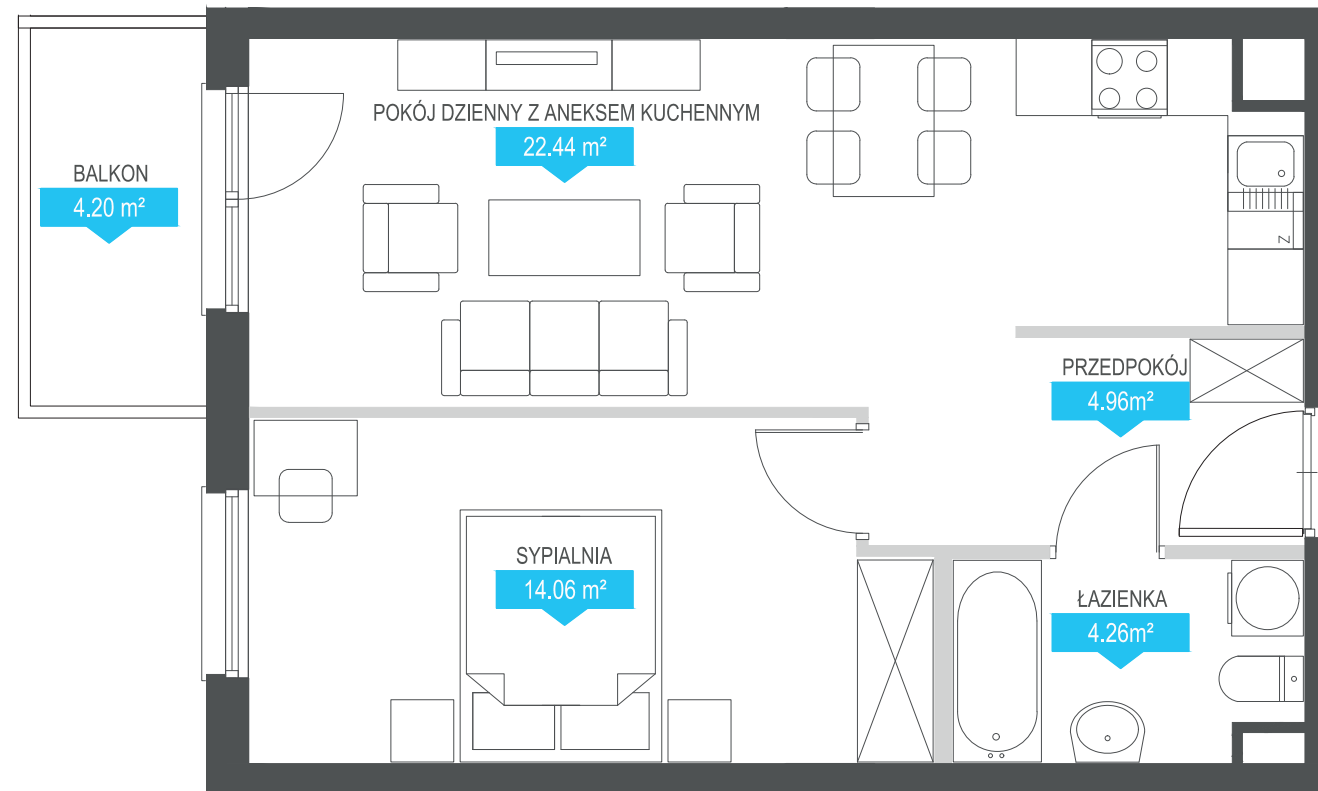 POKÓJ DZIENNY Z ANEKSEM KUCHENNYM
22.44 m²
BALKON
4.20 m²
Z
PRZEDPOKÓJ
4.96m²
SYPIALNIA
14.06 m²
ŁAZIENKA
4.26m²